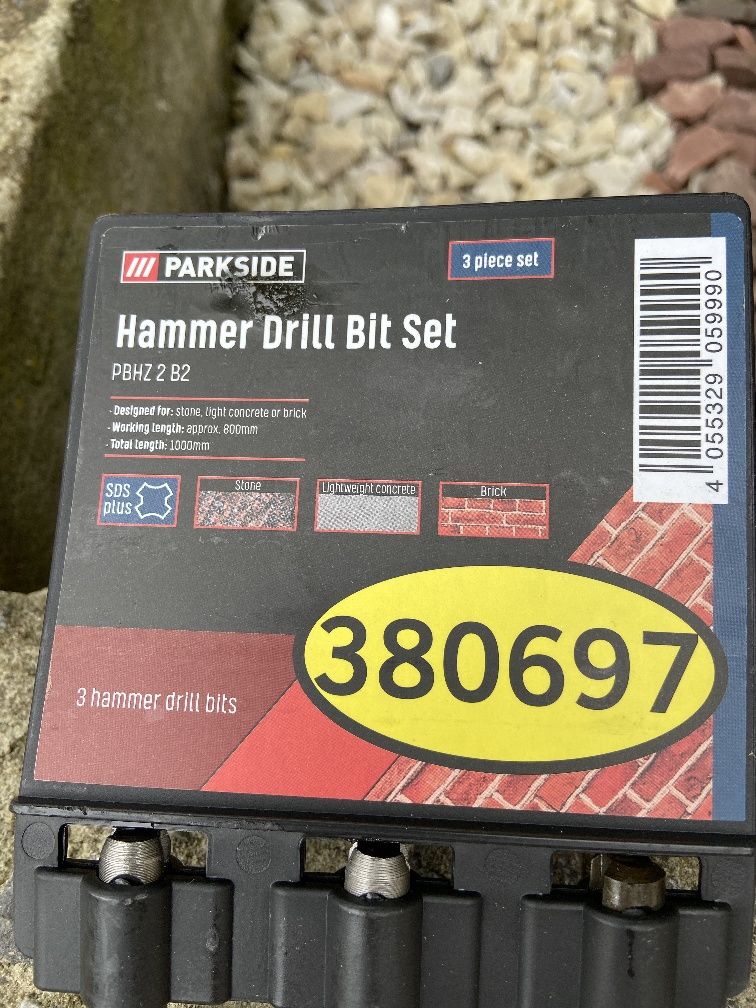 PARKSIDE
3 piece set
Hammer Drill Bit Set
PBHZ 2 B2
· Designed for: stone, light concrete or brick
· Working length: approx. 800mm
· Total length: 1000mm
SDS
plus
Stone
Lightweight concrete
Brick
4 055329 059990
380697
3 hammer drill bits